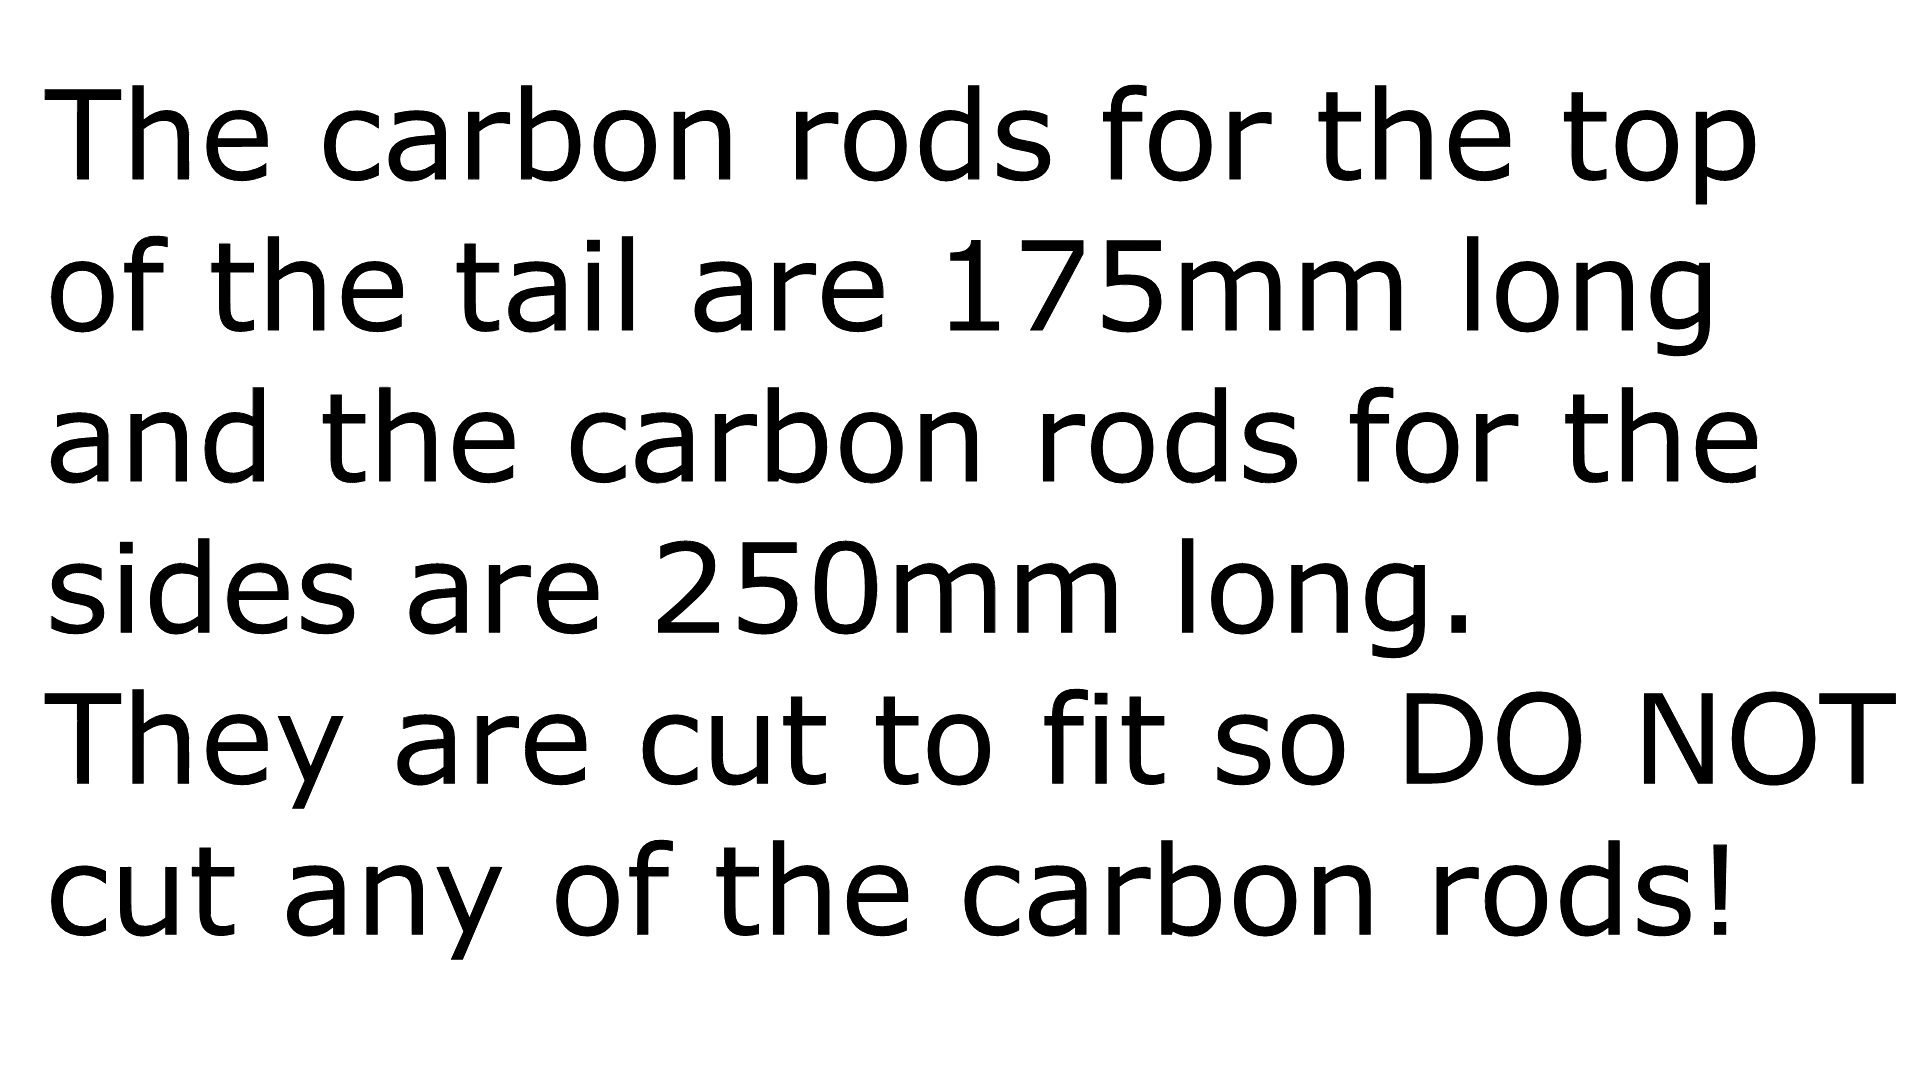 The carbon rods for the top
of the tail are 175mm long
and the carbon rods for the
sides are 250mm long.
They are cut to fit so DO NOT
cut any of the carbon rods!